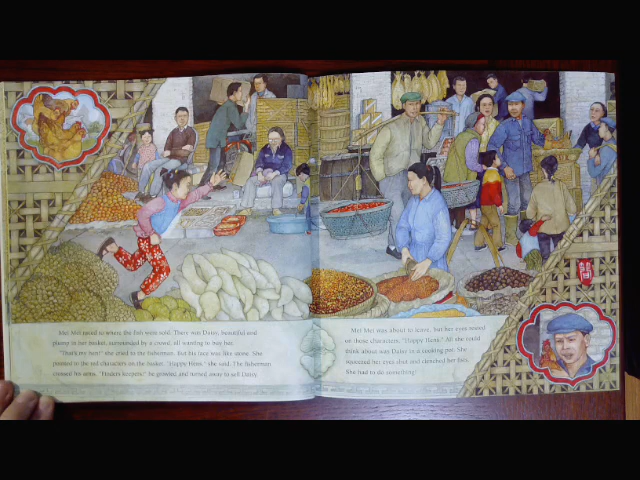 Mei Mei raced to where the fish were sold. There was Daisy, beautiful and
plump in her basket, surrounded by a crowd, all wanting to buy her.
"That's my hen!" she cried to the fisherman. But his face was like stone. She
pointed to the red characters on the basket. "Happy Hens," she said. The fisherman
crossed his arms. "Finders keepers," he growled and turned away to sell Daisy.
Mei Mei was about to leave, but her eyes rested
on those characters, "Happy Hens." All she could
think about was Daisy in a cooking pot. She
squeezed her eyes shut and clenched her fists.
She had to do something!